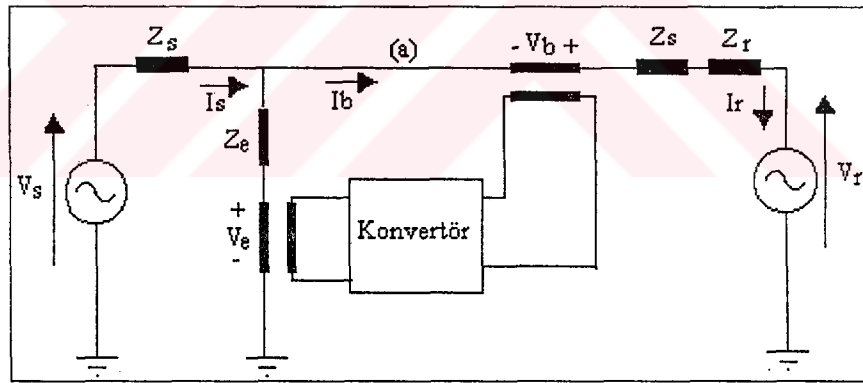 Zs (a) - Vb + Zs Zr
Is Ib Ir
Ze
Vs Vr
+
Ve
-
Konvertör